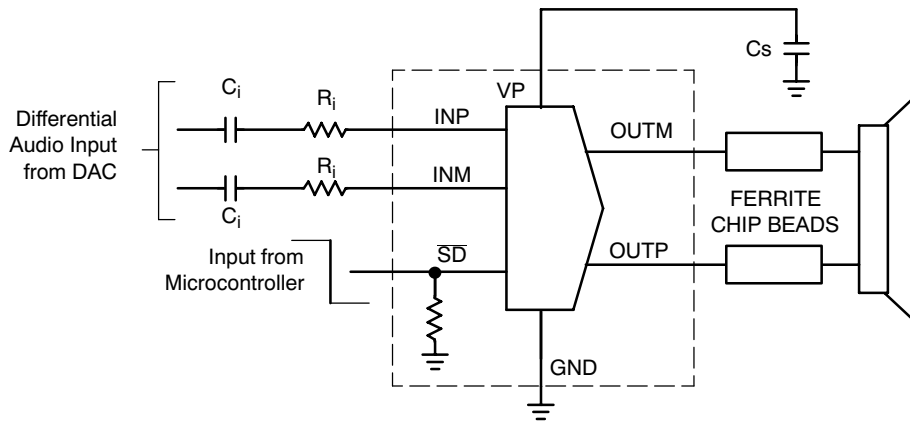 Cs
VP
Differential
Audio Input
from DAC
Ci
Ri
INP
OUTM
Ri
INM
Ci
FERRITE
CHIP BEADS
Input from
Microcontroller
SD
OUTP
GND